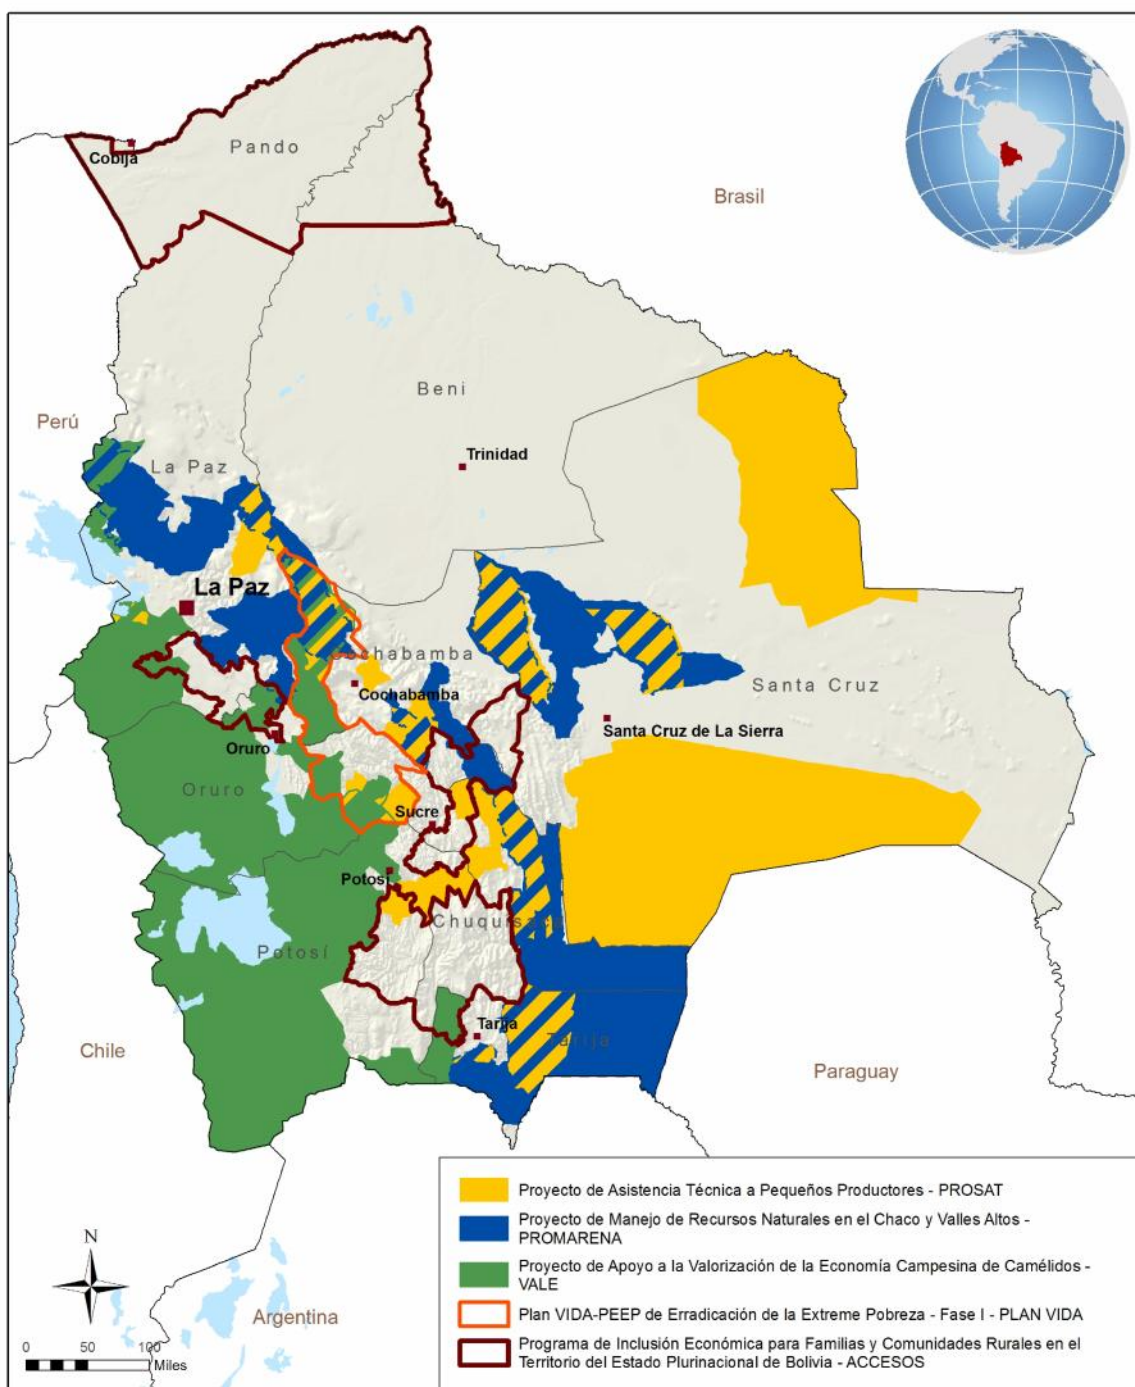 Pando
Cobija
Brasil
Beni
Perú
Trinidad
La Paz
La Paz
Cochabamba
Cochabamba
Santa Cruz
Santa Cruz de La Sierra
Oruro
Oruro
Sucre
Potosí
Chuquisaca
Potosí
Tarija
Tarija
Chile
Paraguay
Argentina
N
0 50 100
Miles
Proyecto de Asistencia Técnica a Pequeños Productores - PROSAT
Proyecto de Manejo de Recursos Naturales en el Chaco y Valles Altos -
PROMARENA
Proyecto de Apoyo a la Valorización de la Economía Campesina de Camélidos -
VALE
Plan VIDA-PEEP de Erradicación de la Extreme Pobreza - Fase I - PLAN VIDA
Programa de Inclusión Económica para Familias y Comunidades Rurales en el
Territorio del Estado Plurinacional de Bolivia - ACCESOS